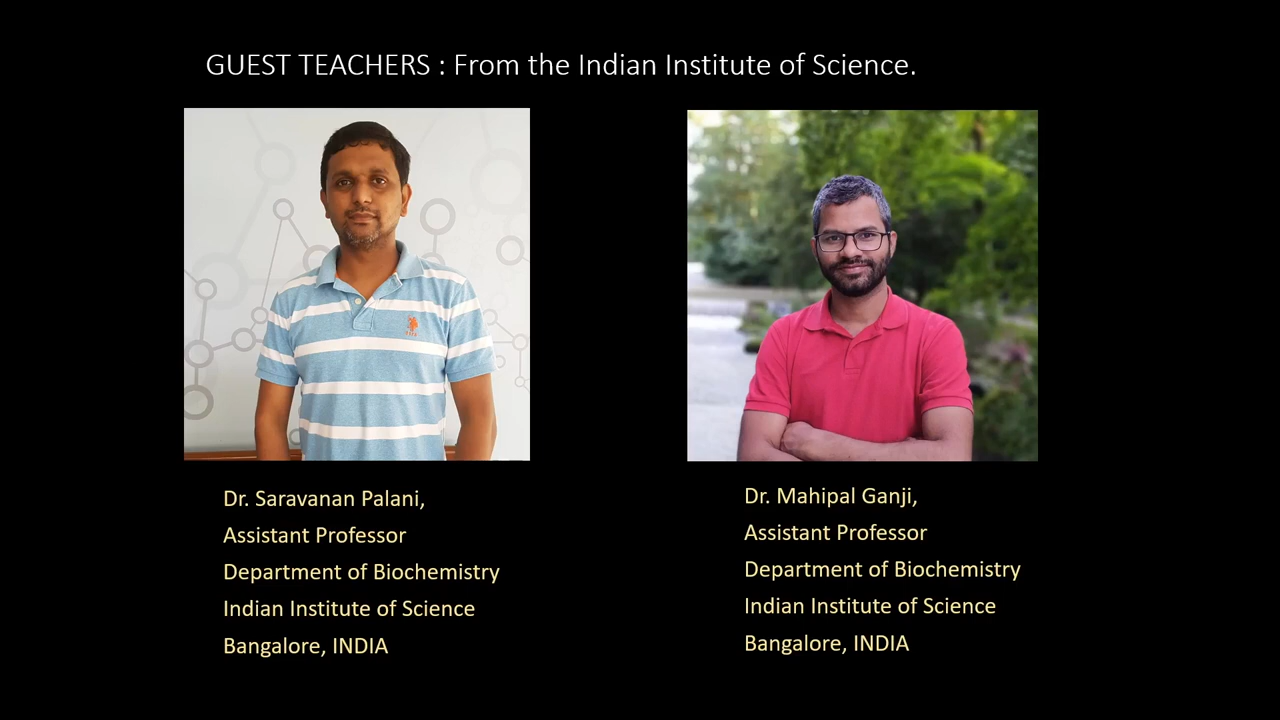 GUEST TEACHERS : From the Indian Institute of Science.
Dr. Saravanan Palani,
Assistant Professor
Department of Biochemistry
Indian Institute of Science
Bangalore, INDIA
Dr. Mahipal Ganji,
Assistant Professor
Department of Biochemistry
Indian Institute of Science
Bangalore, INDIA